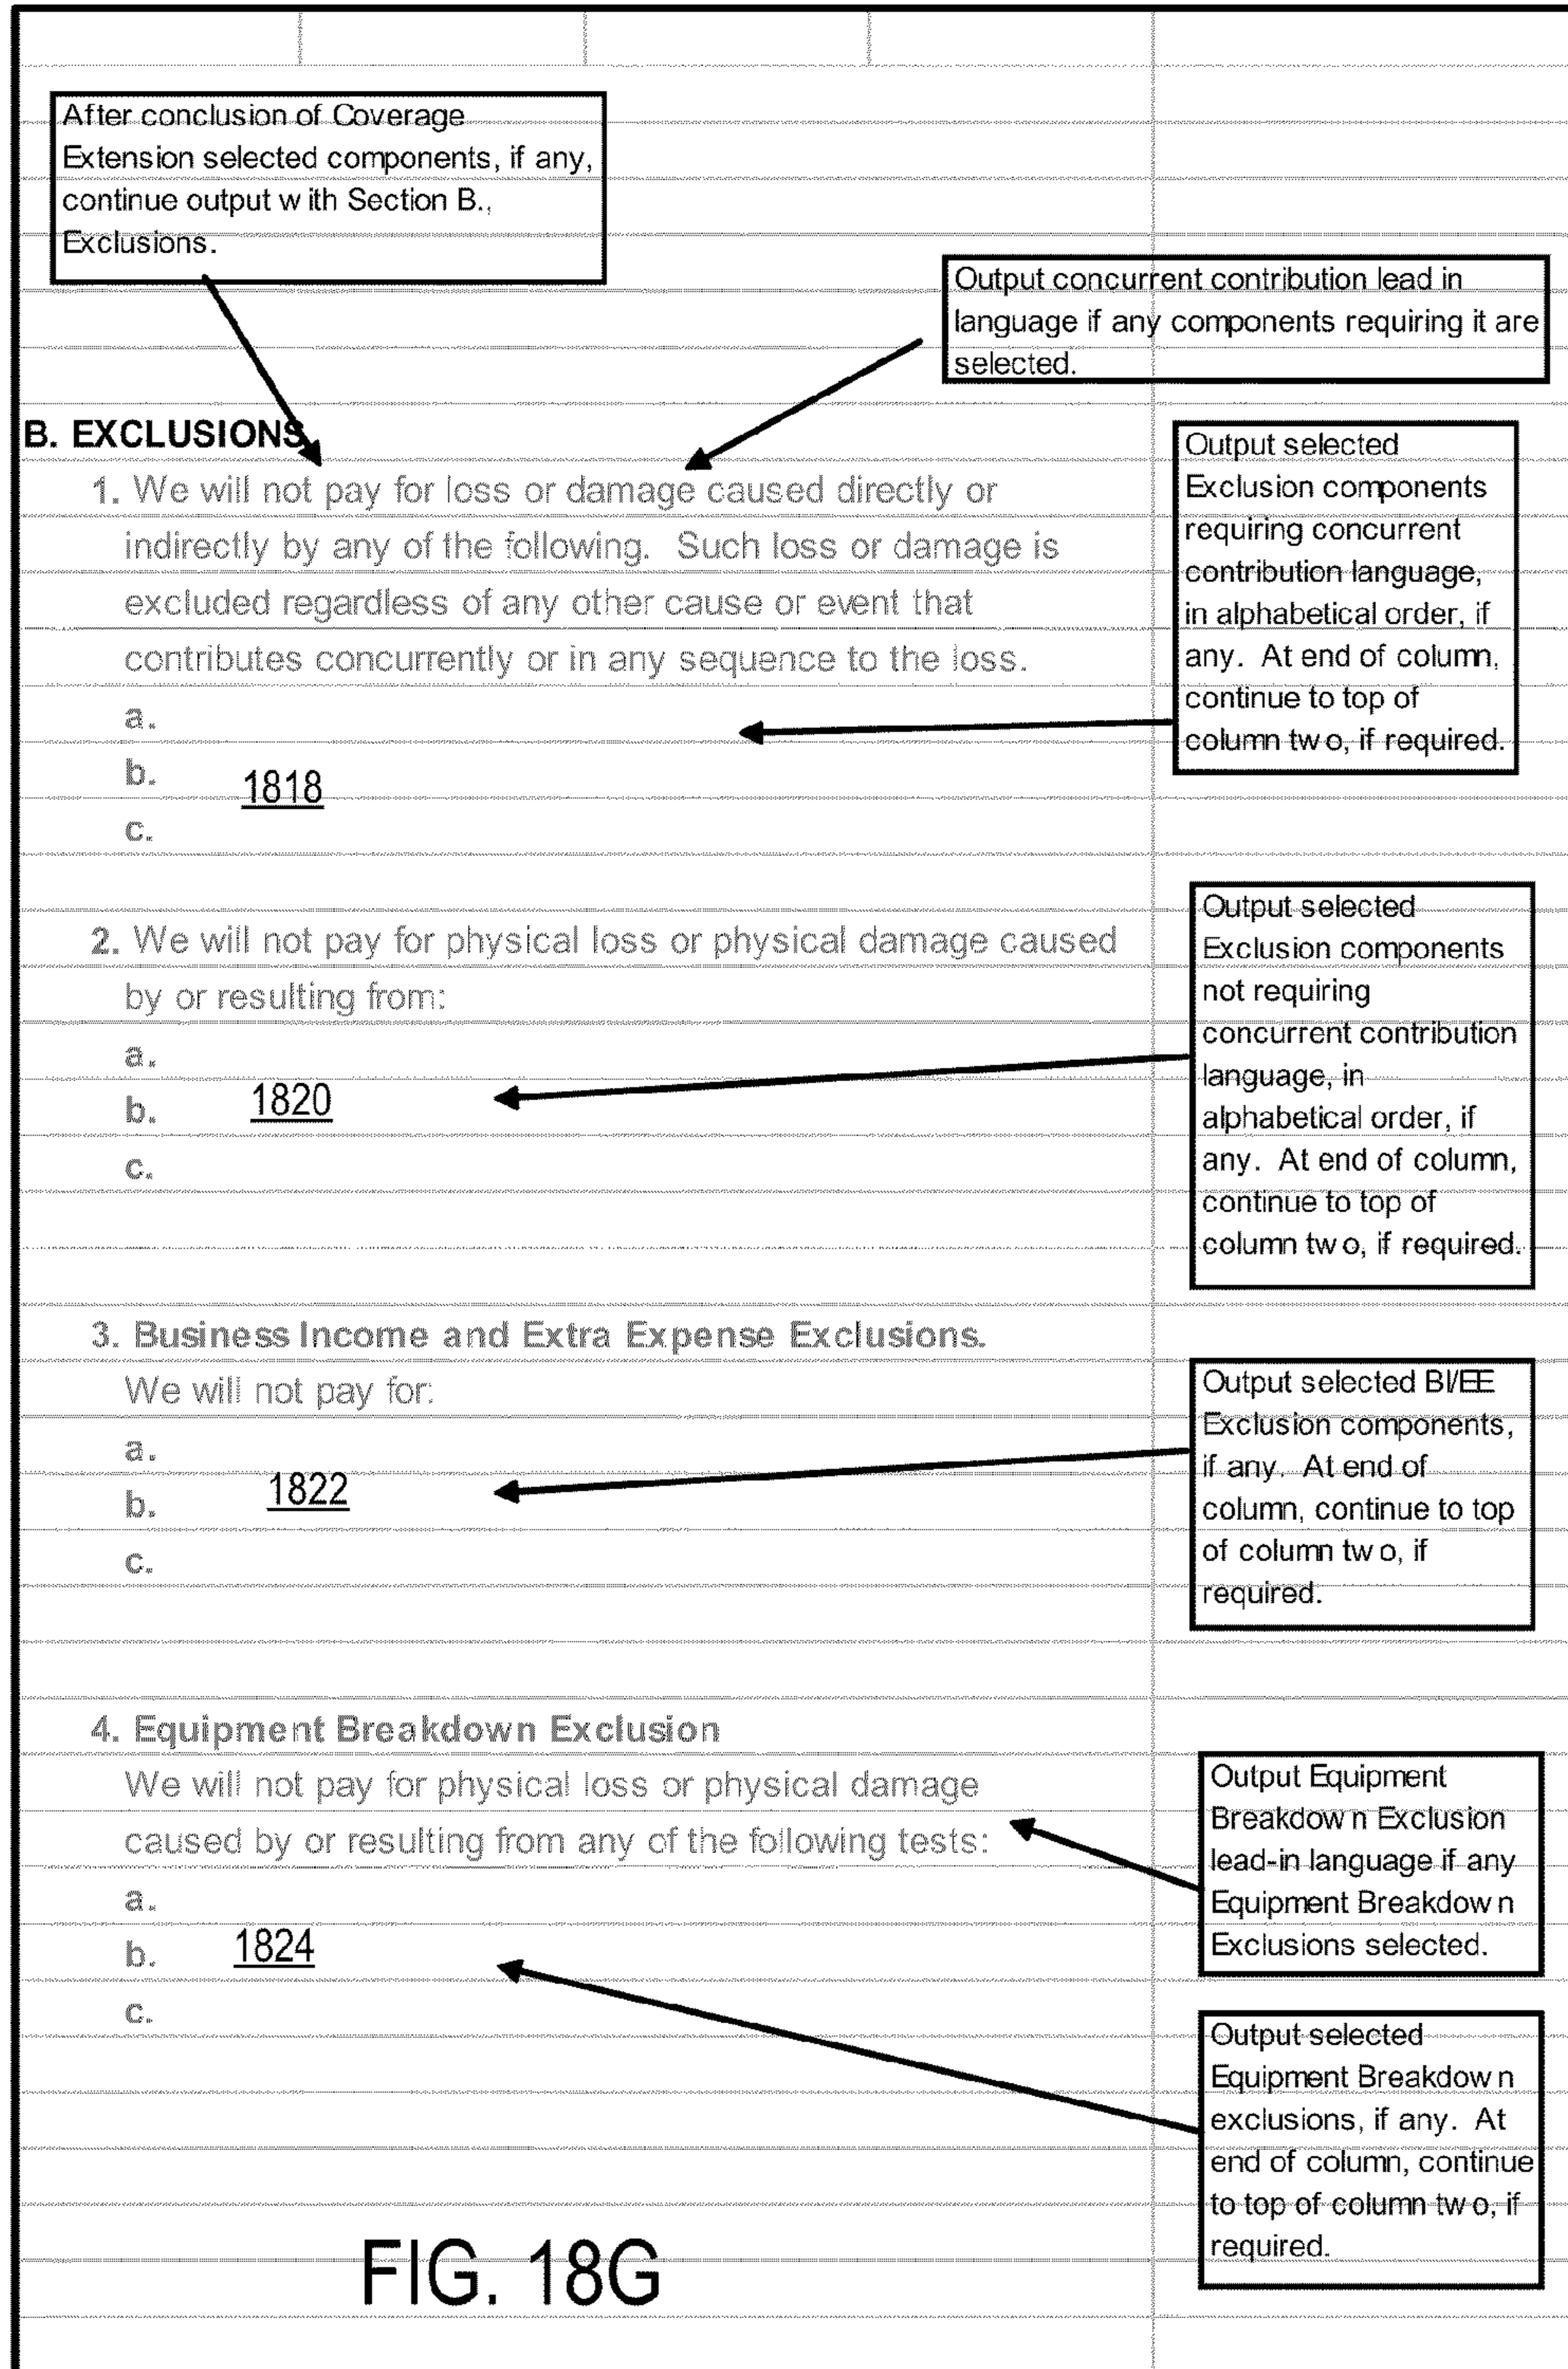 After conclusion of Coverage
Extension selected components, if any,
continue output with Section B.,
Exclusions.
Output concurrent contribution lead in
language if any components requiring it are
selected.
B. EXCLUSIONS
1. We will not pay for loss or damage caused directly or
indirectly by any of the following. Such loss or damage is
excluded regardless of any other cause or event that
contributes concurrently or in any sequence to the loss.
a.
b.
1818
c.
Output selected
Exclusion components
requiring concurrent
contribution language,
in alphabetical order, if
any. At end of column,
continue to top of
column two, if required.
2. We will not pay for physical loss or physical damage caused
by or resulting from:
a.
b.
1820
c.
Output selected
Exclusion components
not requiring
concurrent contribution
language, in
alphabetical order, if
any. At end of column,
continue to top of
column two, if required.
3. Business Income and Extra Expense Exclusions.
We will not pay for:
a.
b.
1822
c.
Output selected BI/EE
Exclusion components,
if any. At end of
column, continue to top
of column two, if
required.
4. Equipment Breakdown Exclusion
We will not pay for physical loss or physical damage
caused by or resulting from any of the following tests:
a.
b.
1824
c.
Output Equipment
Breakdown Exclusion
lead-in language if any
Equipment Breakdown
Exclusions selected.
Output selected
Equipment Breakdown
exclusions, if any. At
end of column, continue
to top of column two, if
required.
FIG. 18G